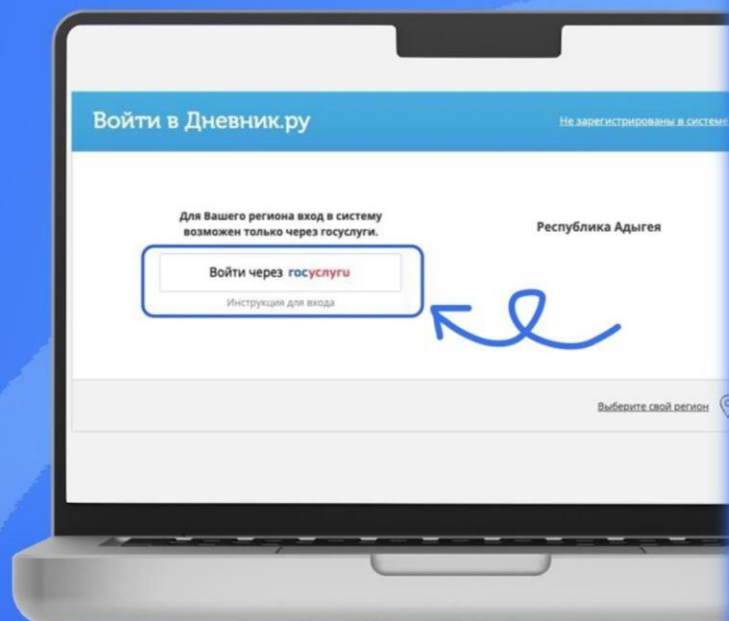 Войти в Дневник.ру
Не зарегистрированы в системе
Для Вашего региона вход в систему
возможен только через госуслуги.
Республика Адыгея
Войти через госуслуги
Инструкция для входа
Выберите свой регион